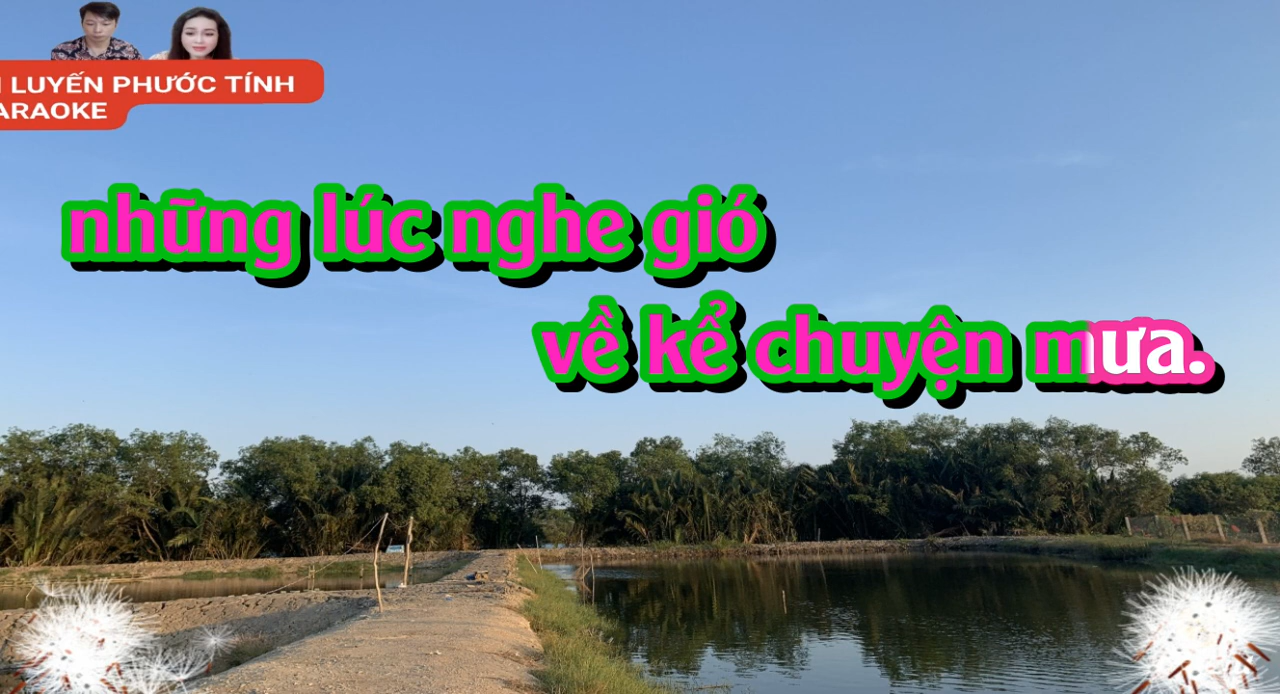 LUYẾN PHƯỚC TÍNH
ARAOKE
những lúc nghe gió
về kể chuyện mưa.